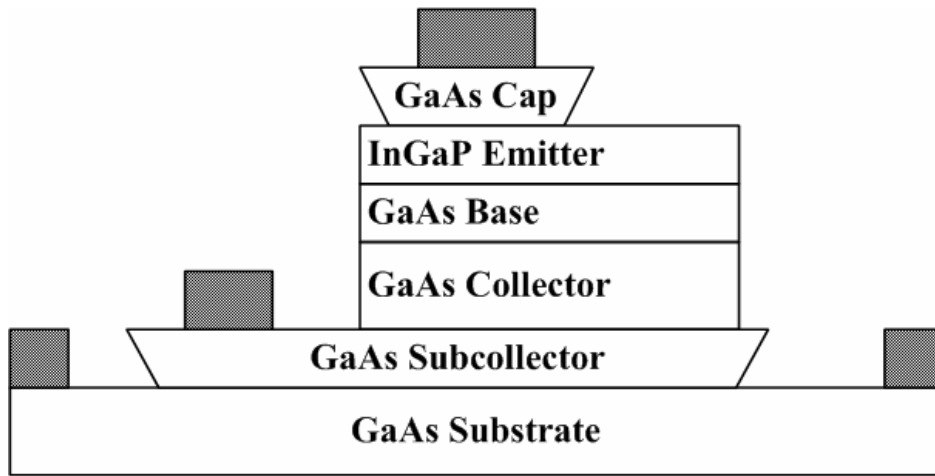 GaAs Cap
InGaP Emitter
GaAs Base
GaAs Collector
GaAs Subcollector
GaAs Substrate